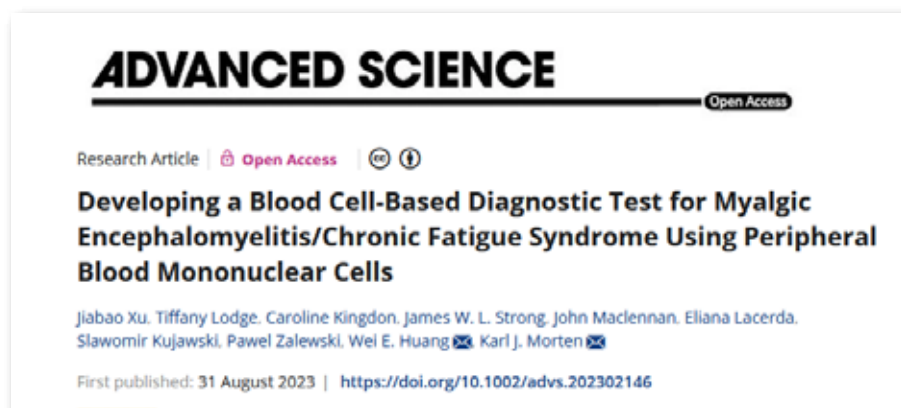 ADVANCED SCIENCE
Open Access
Research Article Open Access
Developing a Blood Cell-Based Diagnostic Test for Myalgic
Encephalomyelitis/Chronic Fatigue Syndrome Using Peripheral
Blood Mononuclear Cells
Jiabao Xu, Tiffany Lodge, Caroline Kingdon, James W. L. Strong, John Maclennan, Eliana Lacerda,
Slawomir Kujawski, Pawel Zalewski, Wei E. Huang, Karl J. Morten
First published: 31 August 2023 | https://doi.org/10.1002/advs.202302146